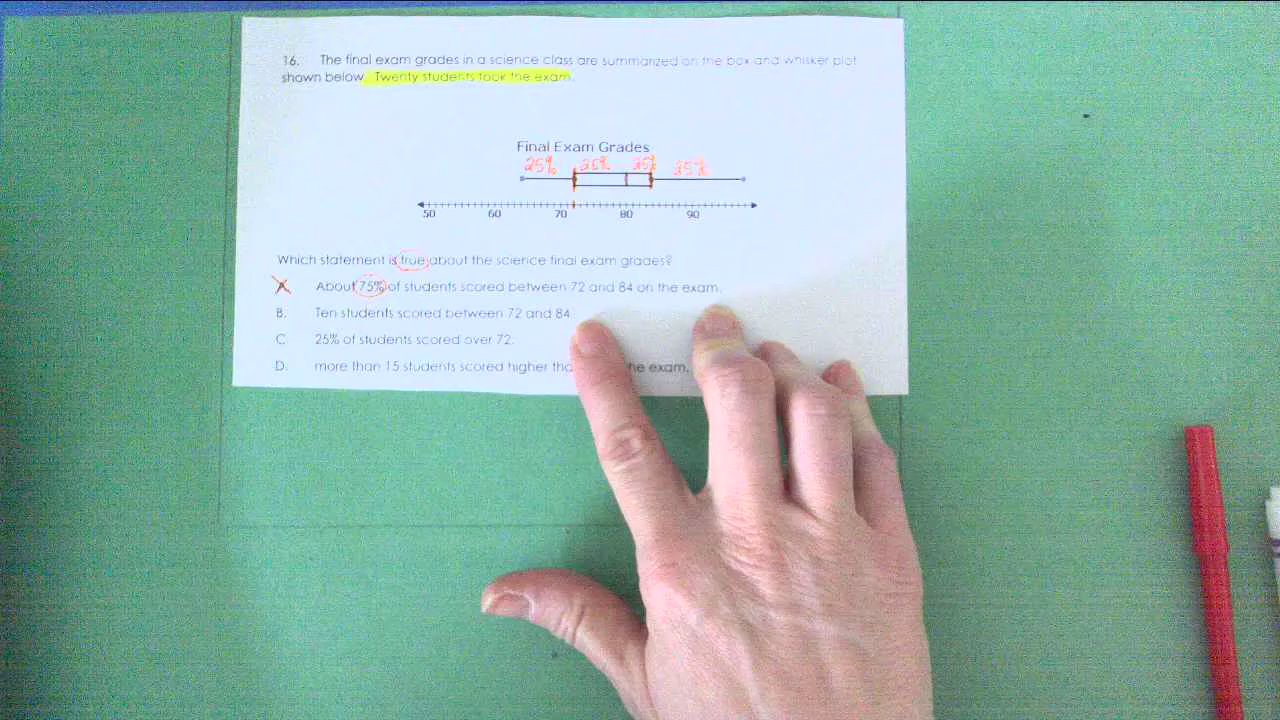 16. The final exam grades in a science class are summarized on the box and whisker plot
shown below. Twenty students took the exam.
Final Exam Grades
25% 25% 25% 25%
50 60 70 80 90
Which statement is true about the science final exam grades?
A About 75% of students scored between 72 and 84 on the exam.
B. Ten students scored between 72 and 84
C 25% of students scored over 72.
D. more than 15 students scored higher the exam.